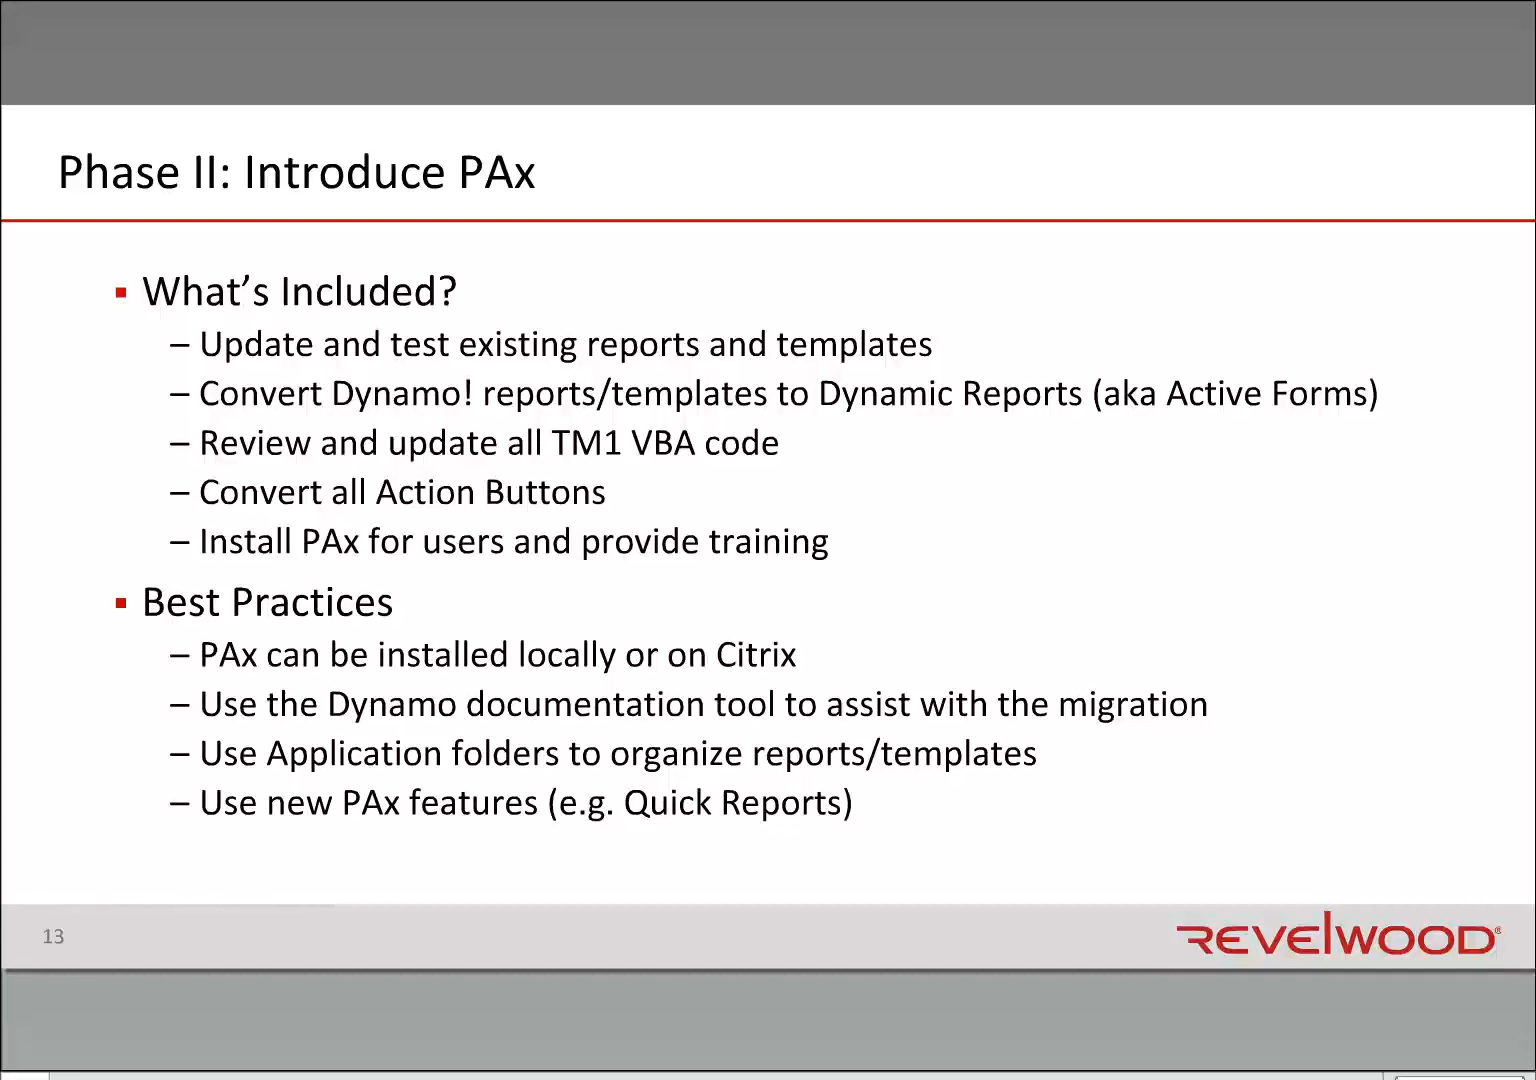 Phase II: Introduce PAx
▪ What’s Included?
– Update and test existing reports and templates
– Convert Dynamo! reports/templates to Dynamic Reports (aka Active Forms)
– Review and update all TM1 VBA code
– Convert all Action Buttons
– Install PAx for users and provide training
▪ Best Practices
– PAx can be installed locally or on Citrix
– Use the Dynamo documentation tool to assist with the migration
– Use Application folders to organize reports/templates
– Use new PAx features (e.g. Quick Reports)
13
REVELWOOD®